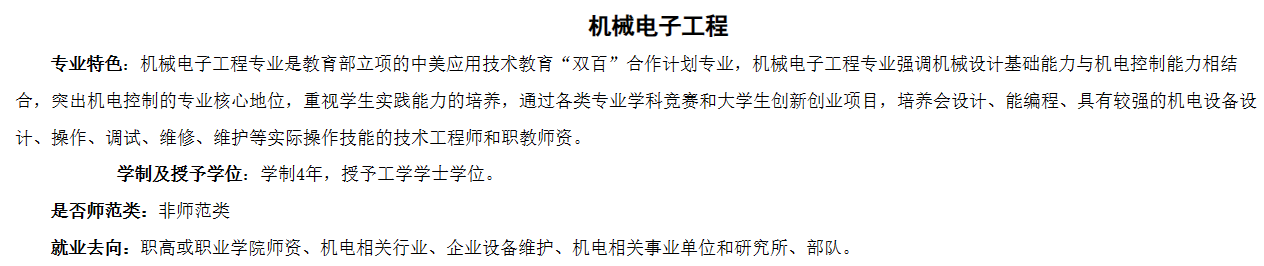 机械电子工程
专业特色：机械电子工程专业是教育部立项的中美应用技术教育“双百”合作计划专业，机械电子工程专业强调机械设计基础能力与机电控制能力相结
合，突出机电控制的专业核心地位，重视学生实践能力的培养，通过各类专业学科竞赛和大学生创新创业项目，培养会设计、能编程、具有较强的机电设备设
计、操作、调试、维修、维护等实际操作技能的技术工程师和职教师资。
学制及授予学位：学制4年，授予工学学士学位。
是否师范类：非师范类
就业去向：职高或职业学院师资、机电相关行业、企业设备维护、机电相关事业单位和研究所、部队。